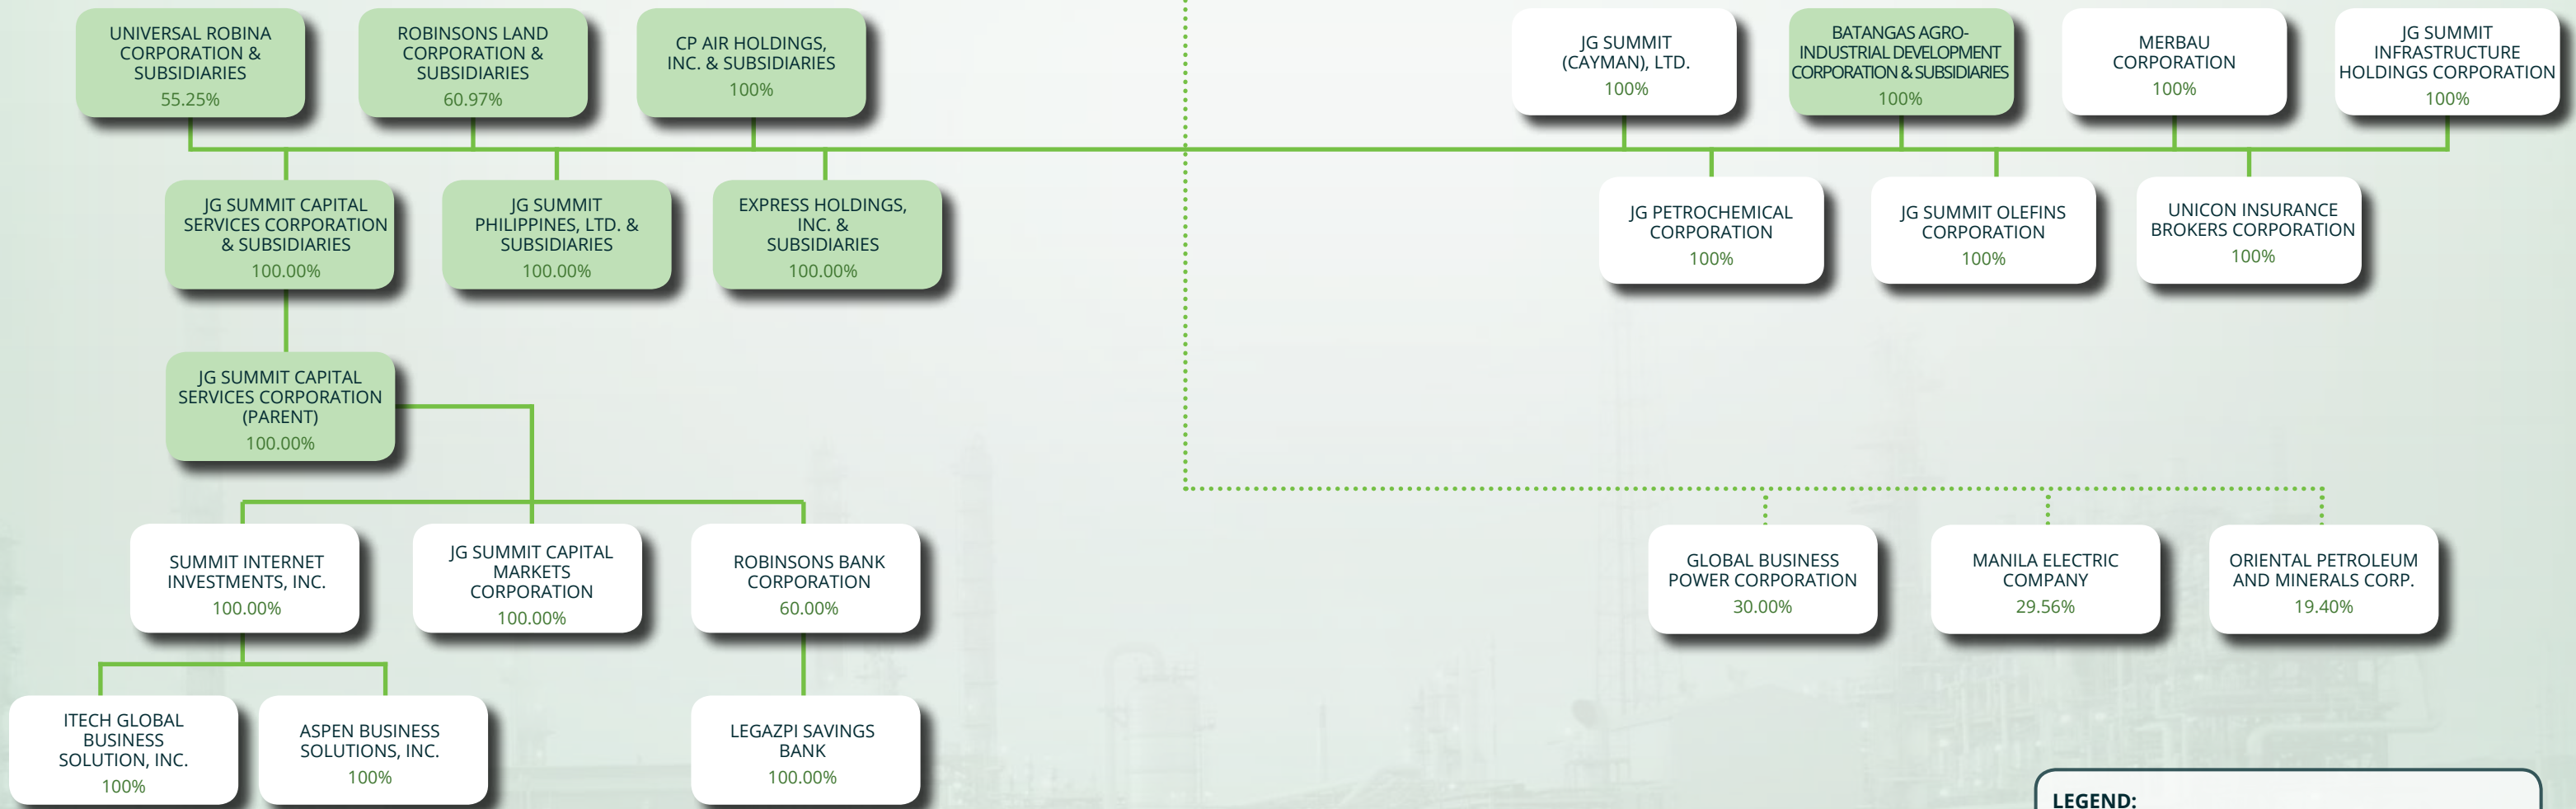 UNIVERSAL ROBINA
CORPORATION &
SUBSIDIARIES
55.25%
ROBINSONS LAND
CORPORATION &
SUBSIDIARIES
60.97%
CP AIR HOLDINGS,
INC. & SUBSIDIARIES
100%
JG SUMMIT
(CAYMAN), LTD.
100%
BATANGAS AGRO-
INDUSTRIAL DEVELOPMENT
CORPORATION & SUBSIDIARIES
100%
MERBAU
CORPORATION
100%
JG SUMMIT
INFRASTRUCTURE
HOLDINGS CORPORATION
100%
JG SUMMIT CAPITAL
SERVICES CORPORATION
& SUBSIDIARIES
100.00%
JG SUMMIT
PHILIPPINES, LTD. &
SUBSIDIARIES
100.00%
EXPRESS HOLDINGS,
INC. &
SUBSIDIARIES
100.00%
JG PETROCHEMICAL
CORPORATION
100%
JG SUMMIT OLEFINS
CORPORATION
100%
UNICON INSURANCE
BROKERS CORPORATION
100%
JG SUMMIT CAPITAL
SERVICES CORPORATION
(PARENT)
100.00%
SUMMIT INTERNET
INVESTMENTS, INC.
100.00%
JG SUMMIT CAPITAL
MARKETS
CORPORATION
100.00%
ROBINSONS BANK
CORPORATION
60.00%
GLOBAL BUSINESS
POWER CORPORATION
30.00%
MANILA ELECTRIC
COMPANY
29.56%
ORIENTAL PETROLEUM
AND MINERALS CORP.
19.40%
ITECH GLOBAL
BUSINESS
SOLUTION, INC.
100%
ASPEN BUSINESS
SOLUTIONS, INC.
100%
LEGAZPI SAVINGS
BANK
100.00%
LEGEND: